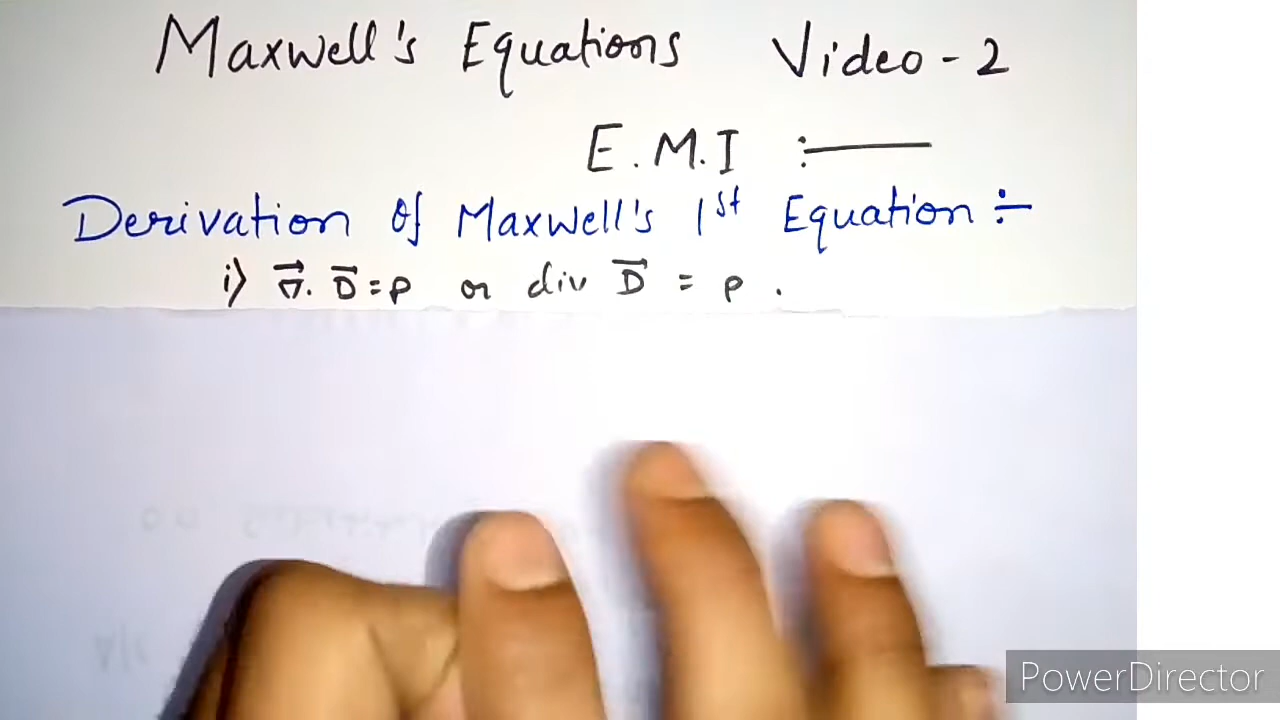 Maxwell's Equations Video - 2
E.M.I :—
Derivation of Maxwell's 1st Equation :-
i) ∇⃗. D⃗ = ρ or div D⃗ = ρ .
PowerDirector